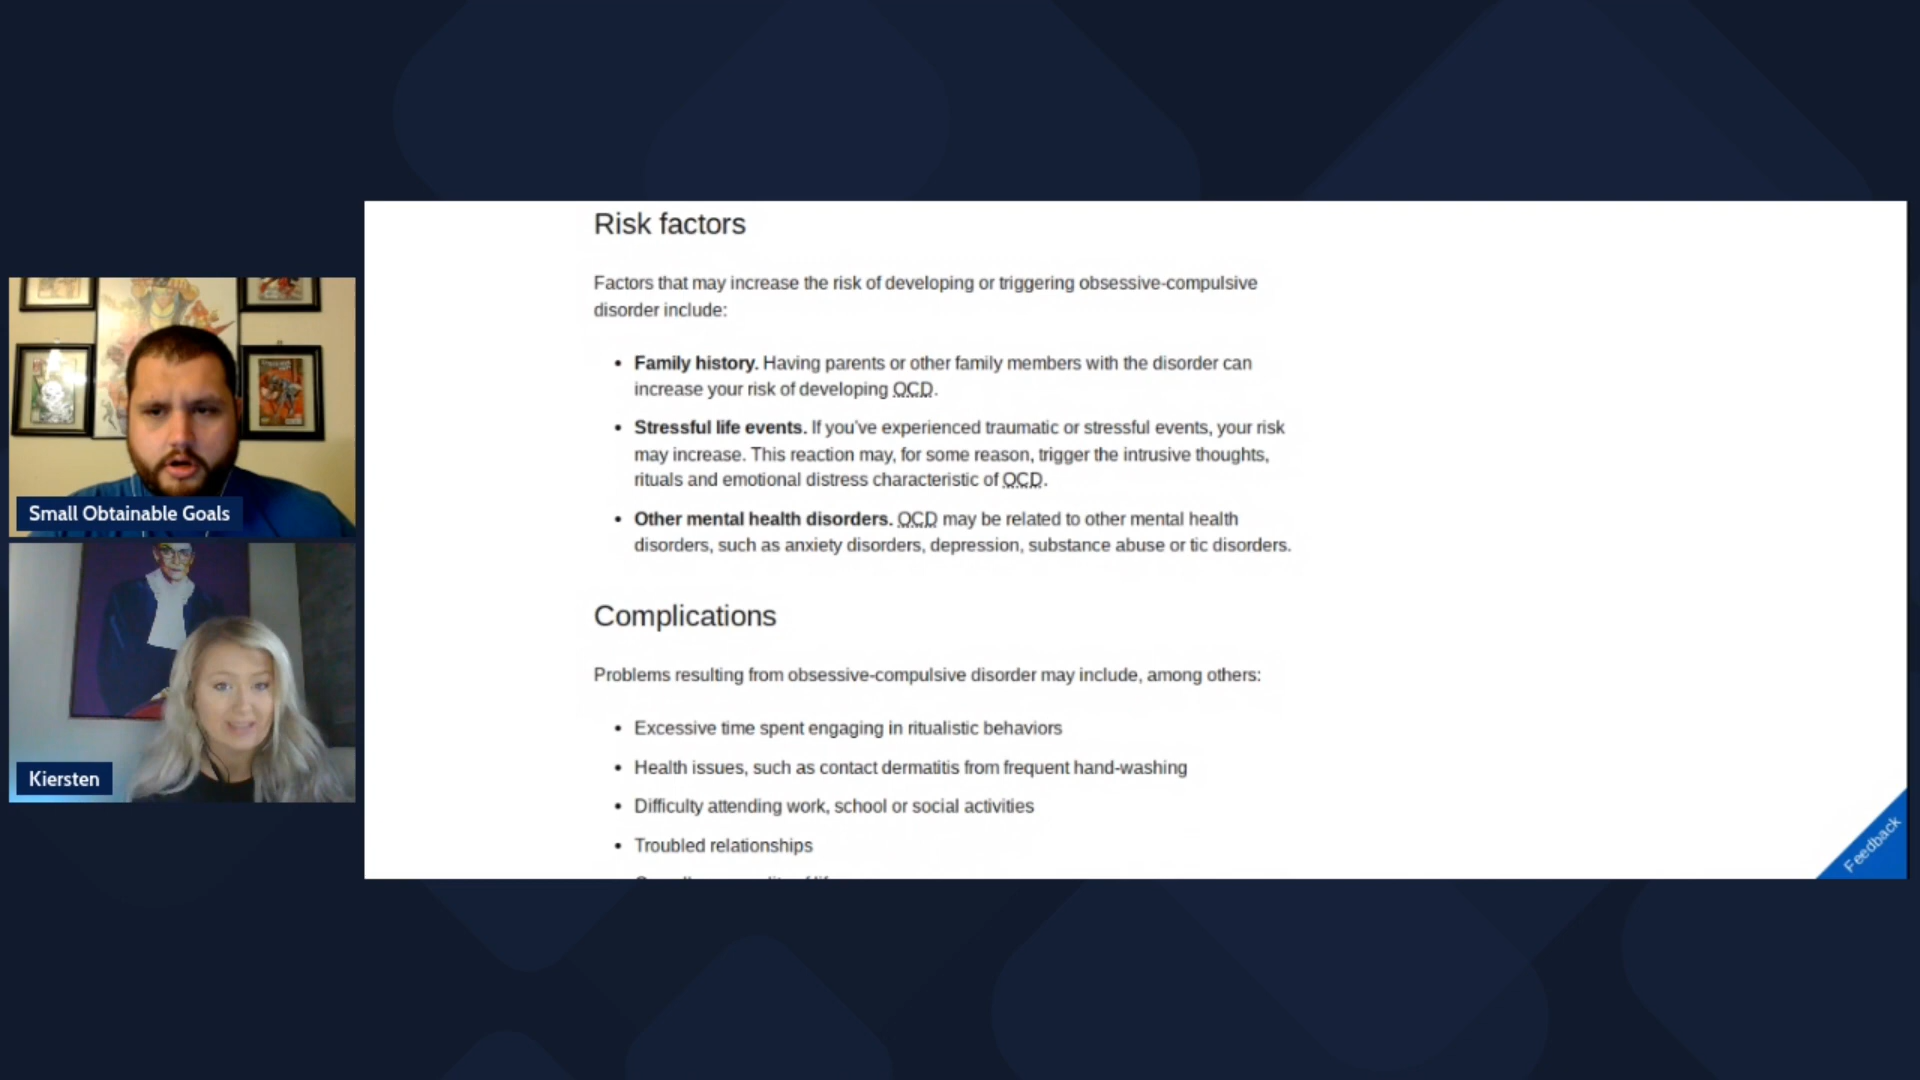 Risk factors
Factors that may increase the risk of developing or triggering obsessive-compulsive
disorder include:
• Family history. Having parents or other family members with the disorder can
increase your risk of developing OCD.
• Stressful life events. If you've experienced traumatic or stressful events, your risk
may increase. This reaction may, for some reason, trigger the intrusive thoughts,
rituals and emotional distress characteristic of OCD.
• Other mental health disorders. OCD may be related to other mental health
disorders, such as anxiety disorders, depression, substance abuse or tic disorders.
Complications
Problems resulting from obsessive-compulsive disorder may include, among others:
• Excessive time spent engaging in ritualistic behaviors
• Health issues, such as contact dermatitis from frequent hand-washing
• Difficulty attending work, school or social activities
• Troubled relationships
Feedback
Small Obtainable Goals
Kiersten